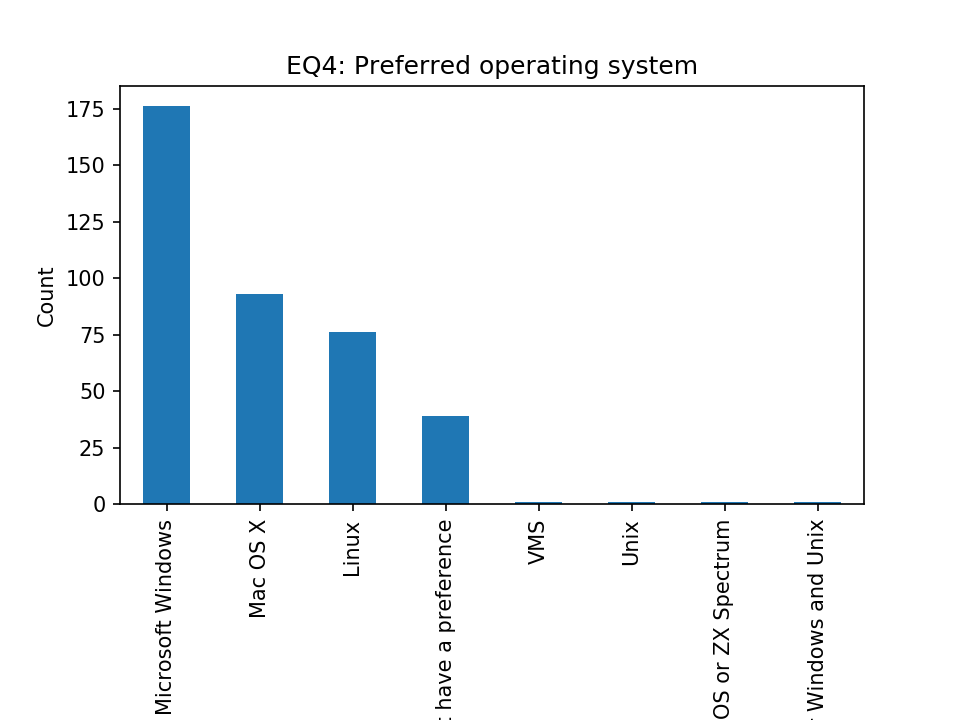 EQ4: Preferred operating system
Count
175
150
125
100
75
50
25
0
Microsoft Windows
Mac OS X
Linux
have a preference
VMS
Unix
OS or ZX Spectrum
Windows and Unix